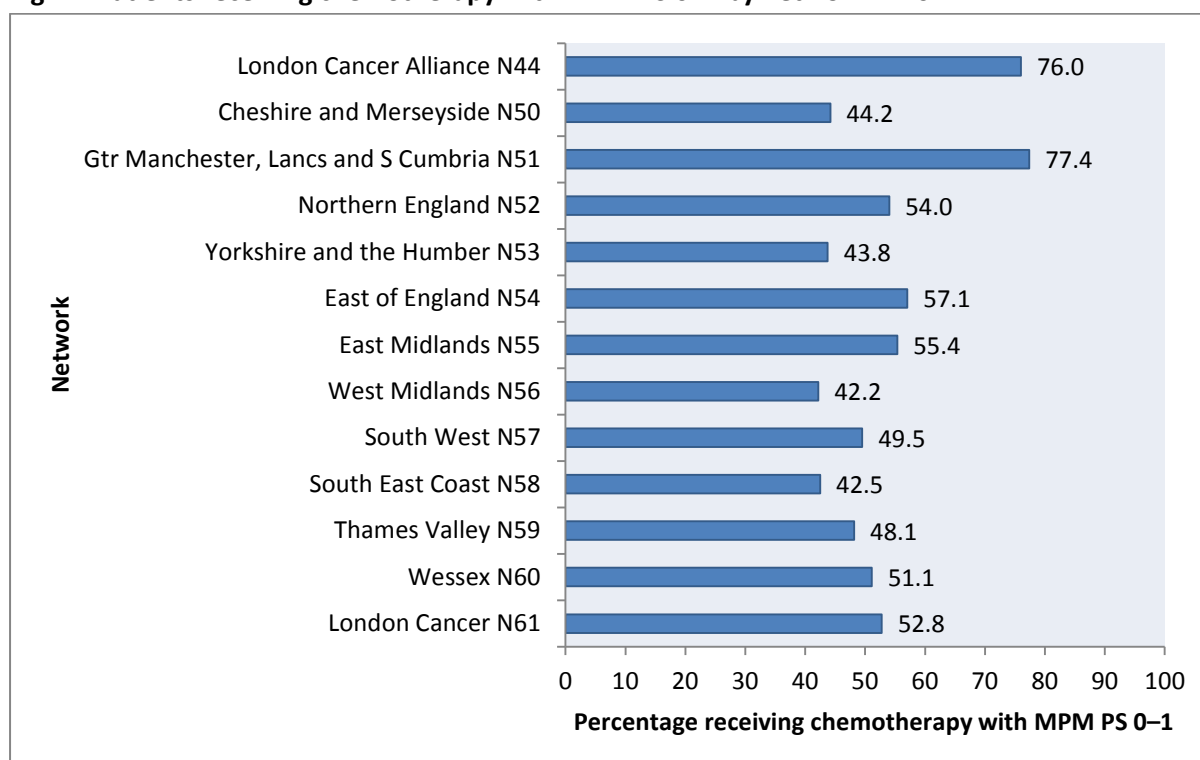 London Cancer Alliance N44 76.0
Cheshire and Merseyside N50 44.2
Gtr Manchester, Lancs and S Cumbria N51 77.4
Northern England N52 54.0
Yorkshire and the Humber N53 43.8
East of England N54 57.1
East Midlands N55 55.4
West Midlands N56 42.2
South West N57 49.5
South East Coast N58 42.5
Thames Valley N59 48.1
Wessex N60 51.1
London Cancer N61 52.8
Network
0 10 20 30 40 50 60 70 80 90 100
Percentage receiving chemotherapy with MPM PS 0–1